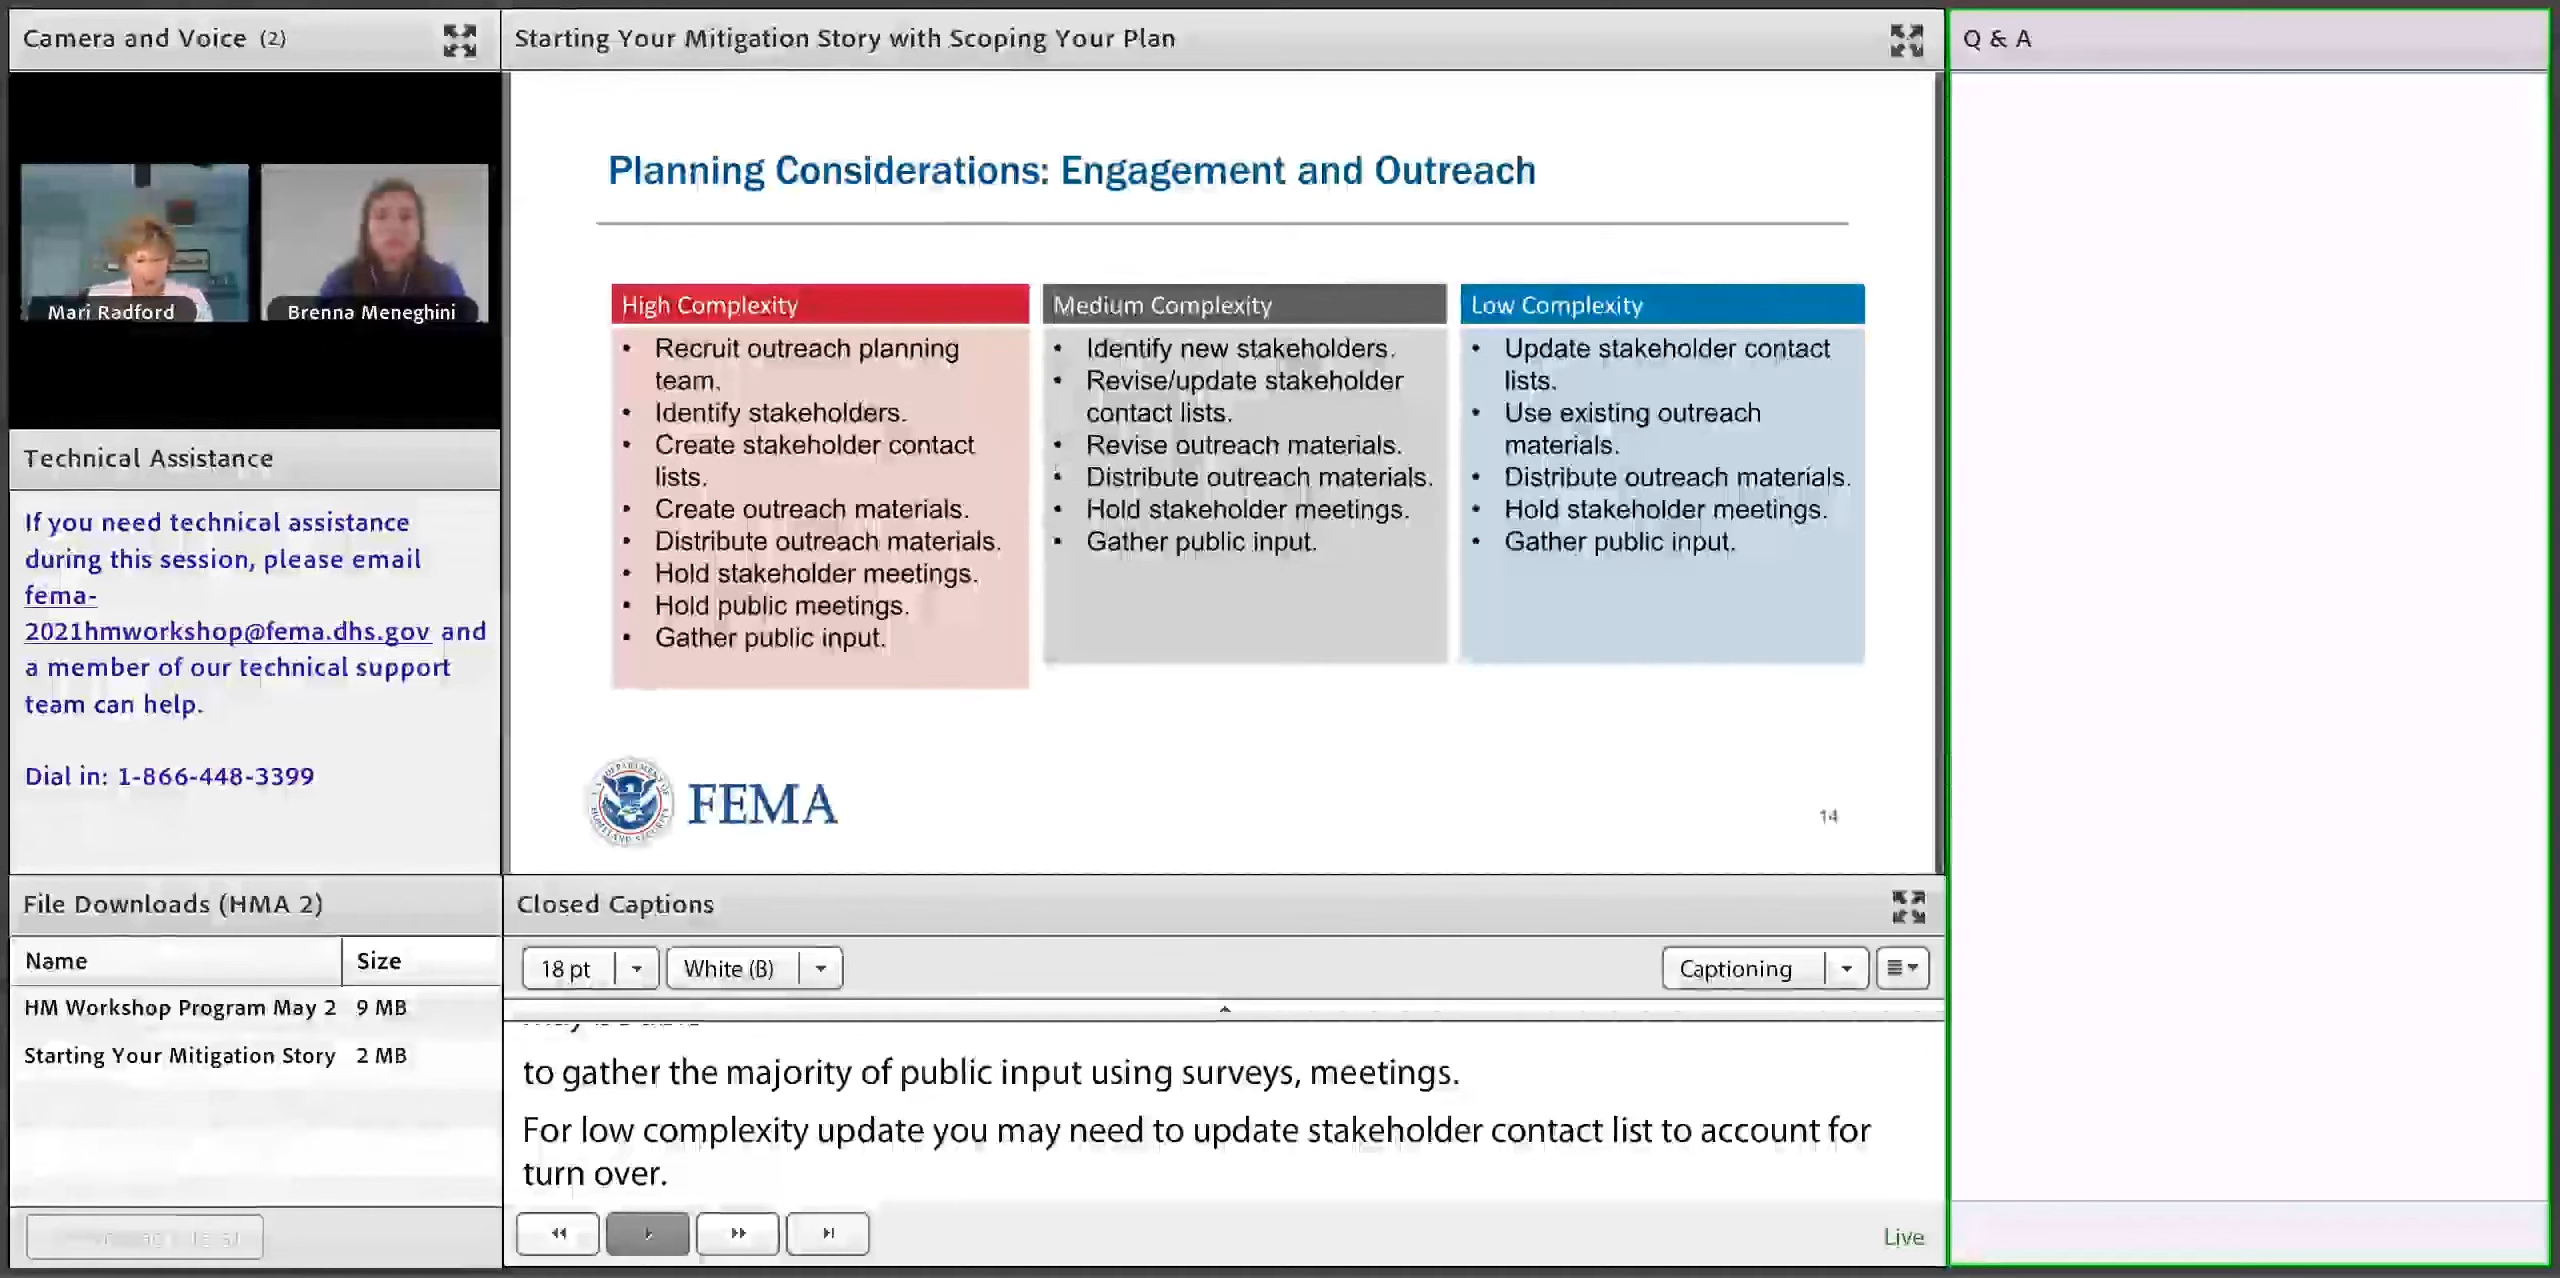 Camera and Voice (2)
Mari Radford
Brenna Meneghini
Technical Assistance
If you need technical assistance
during this session, please email
fema-
2021hmworkshop@fema.dhs.gov and
a member of our technical support
team can help.
Dial in: 1-866-448-3399
File Downloads (HMA 2)
Name Size
HM Workshop Program May 2 9 MB
Starting Your Mitigation Story 2 MB
Starting Your Mitigation Story with Scoping Your Plan
Planning Considerations: Engagement and Outreach
High Complexity
• Recruit outreach planning
team.
• Identify stakeholders.
• Create stakeholder contact
lists.
• Create outreach materials.
• Distribute outreach materials.
• Hold stakeholder meetings.
• Hold public meetings.
• Gather public input.
Medium Complexity
• Identify new stakeholders.
• Revise/update stakeholder
contact lists.
• Revise outreach materials.
• Distribute outreach materials.
• Hold stakeholder meetings.
• Gather public input.
Low Complexity
• Update stakeholder contact
lists.
• Use existing outreach
materials.
• Distribute outreach materials.
• Hold stakeholder meetings.
• Gather public input.
FEMA
14
Closed Captions
18 pt White (B) Captioning
to gather the majority of public input using surveys, meetings.
For low complexity update you may need to update stakeholder contact list to account for
turn over.
Live
Q & A